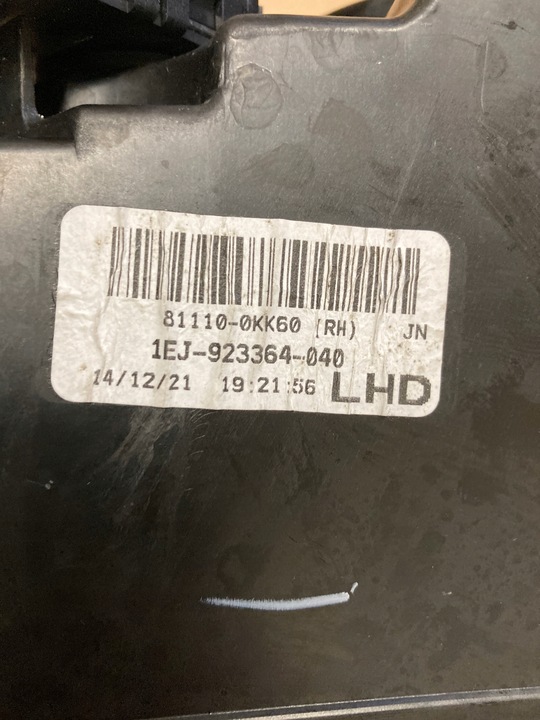 81110-0KK60 (RH) JN
1EJ-923364-040
14/12/21 19:21:56 LHD